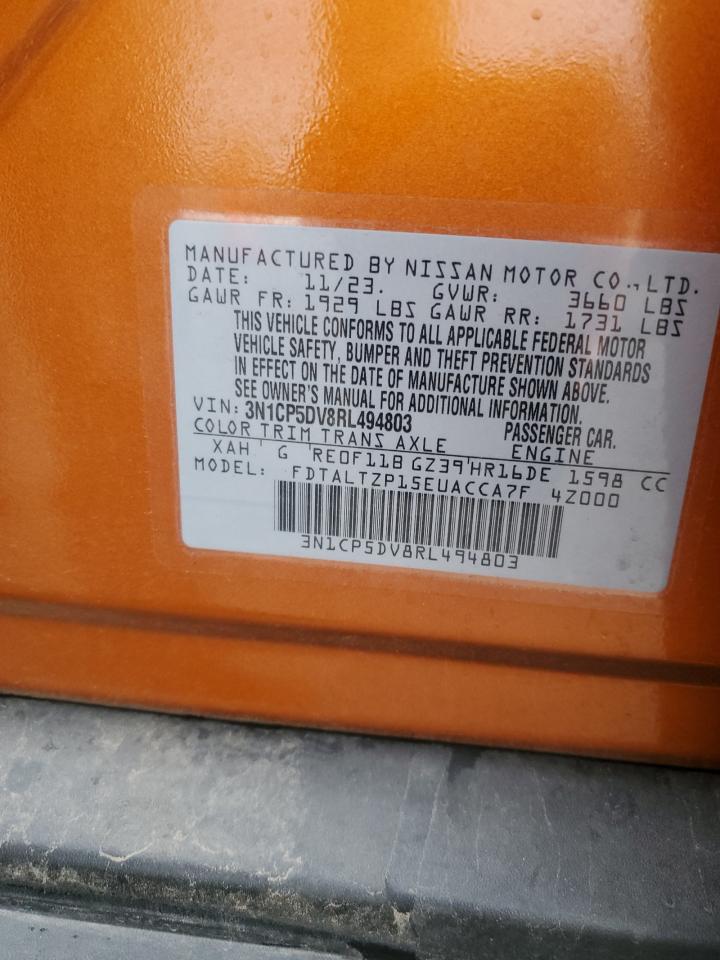 MANUFACTURED BY NISSAN MOTOR CO., LTD.
DATE: 11/23. GVWR: 3660 LBS
GAWR FR: 1929 LBS GAWR RR: 1731 LBS
THIS VEHICLE CONFORMS TO ALL APPLICABLE FEDERAL MOTOR
VEHICLE SAFETY, BUMPER AND THEFT PREVENTION STANDARDS
IN EFFECT ON THE DATE OF MANUFACTURE SHOWN ABOVE.
SEE OWNER'S MANUAL FOR ADDITIONAL INFORMATION.
VIN: 3N1CP5DV8RL494803 PASSENGER CAR.
COLOR TRIM TRANS AXLE ENGINE
XAH ' G 'RE0F11B GZ39'HR16DE 1598 CC
MODEL: FDTALTZP15EUACCA7F 4Z000
3N1CP5DV8RL494803